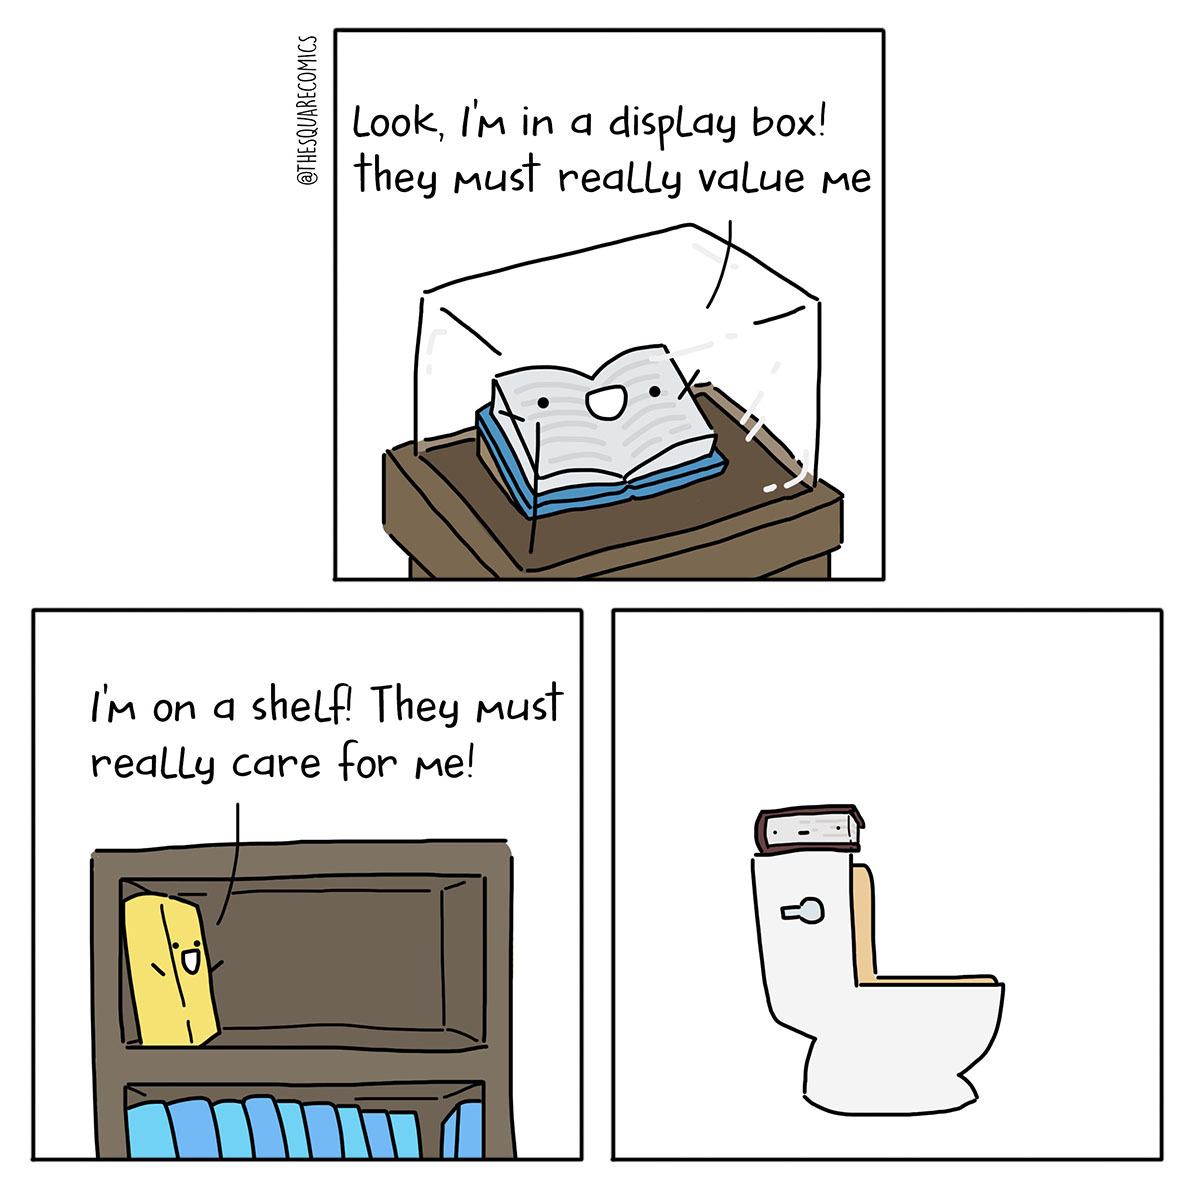 @THESQUARECOMICS
Look, I'm in a display box!
they must really value me
I'm on a shelf! They must
really care for me!